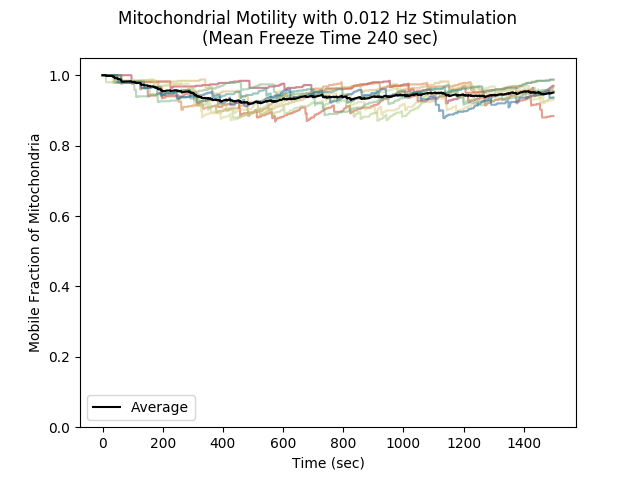 Mitochondrial Motility with 0.012 Hz Stimulation
(Mean Freeze Time 240 sec)
Mobile Fraction of Mitochondria
1.0
0.8
0.6
0.4
0.2
0.0
Average
0 200 400 600 800 1000 1200 1400
Time (sec)